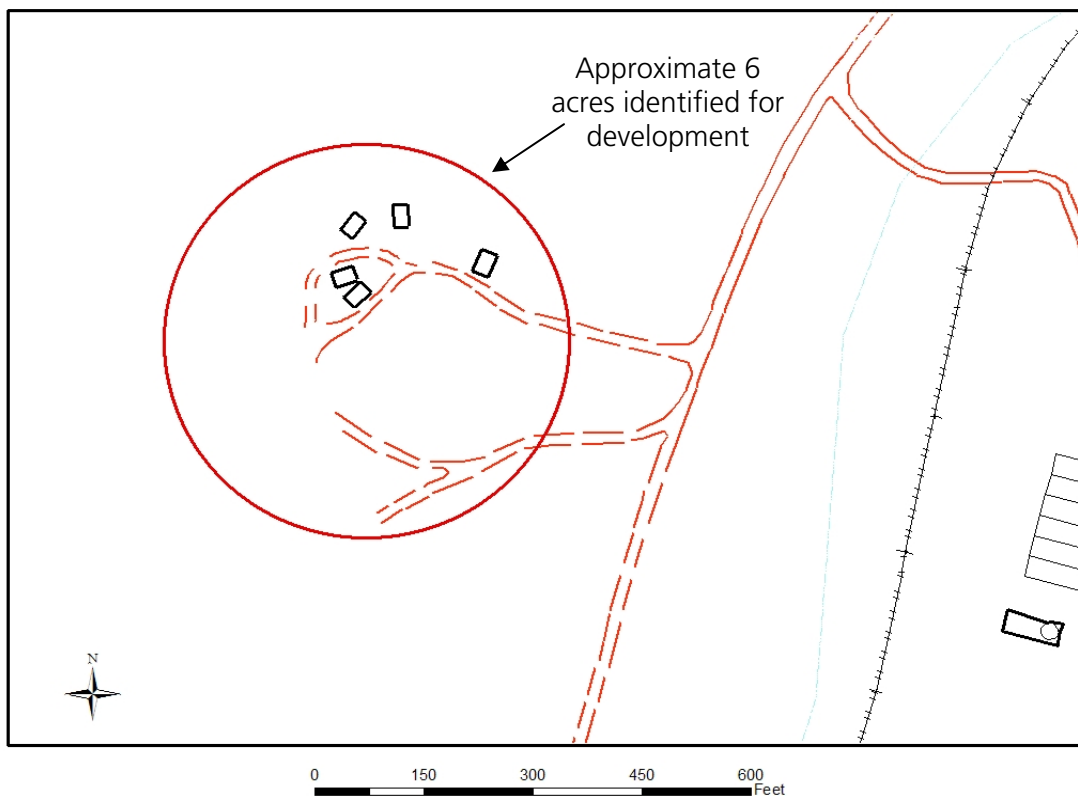 Approximate 6
acres identified for
development
N
0 150 300 450 600
Feet